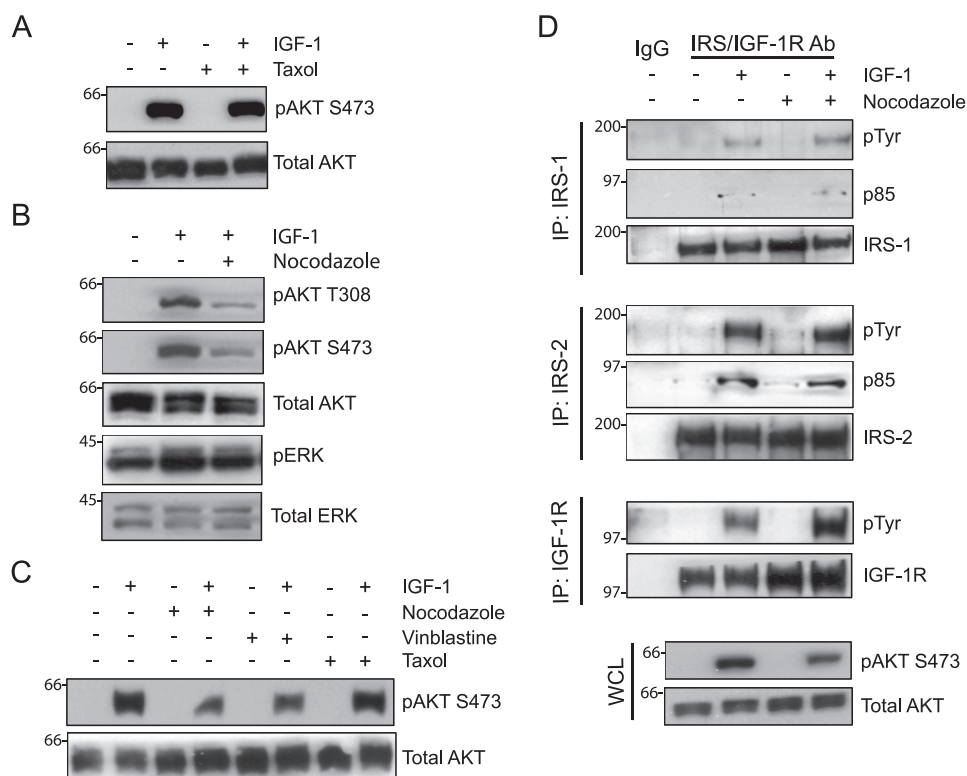 A
- + - + IGF-1
- - + + Taxol
66 pAKT S473
66 Total AKT
B
- + + IGF-1
- - + Nocodazole
66 pAKT T308
66 pAKT S473
66 Total AKT
45 pERK
45 Total ERK
C
- + - + - + - + IGF-1
- - + + - - - - Nocodazole
- - - - + + - - Vinblastine
- - - - - - + + Taxol
66 pAKT S473
66 Total AKT
D
IgG IRS/IGF-1R Ab
- - + - + IGF-1
- - - + + Nocodazole
IP: IRS-1
200 pTyr
97 p85
200 IRS-1
IP: IRS-2
200 pTyr
97 p85
200 IRS-2
IP: IGF-1R
97 pTyr
97 IGF-1R
WCL
66 pAKT S473
66 Total AKT